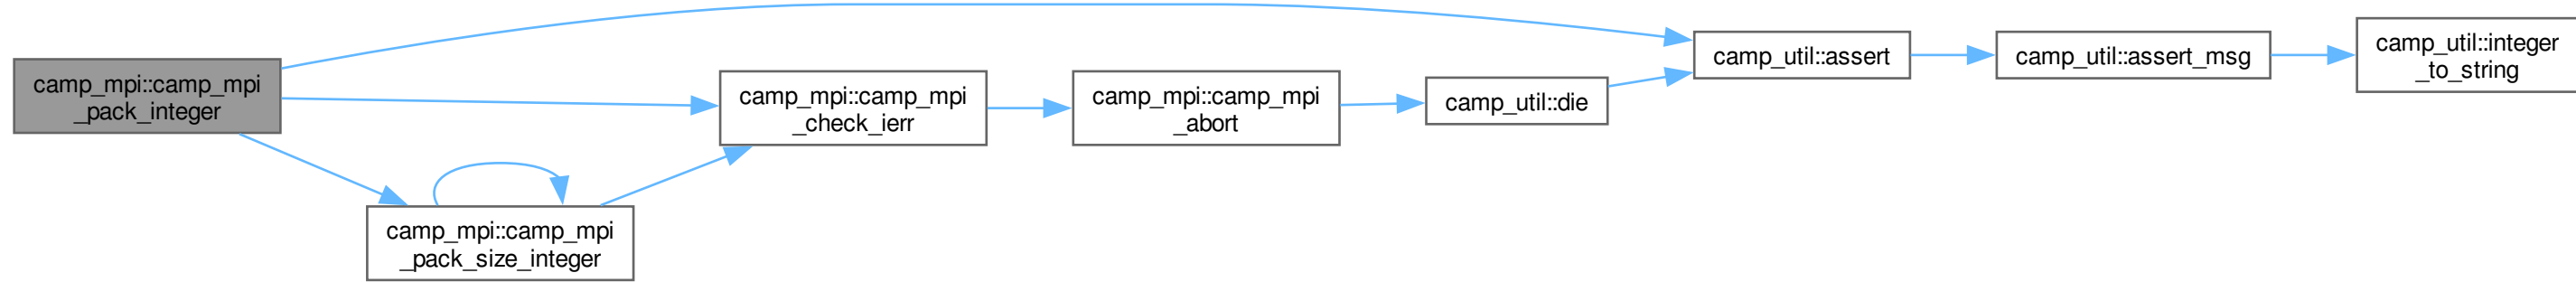 camp_mpi::camp_mpi
_pack_integer
camp_mpi::camp_mpi
_pack_size_integer
camp_mpi::camp_mpi
_check_ierr
camp_mpi::camp_mpi
_abort
camp_util::die
camp_util::assert
camp_util::assert_msg
camp_util::integer
_to_string